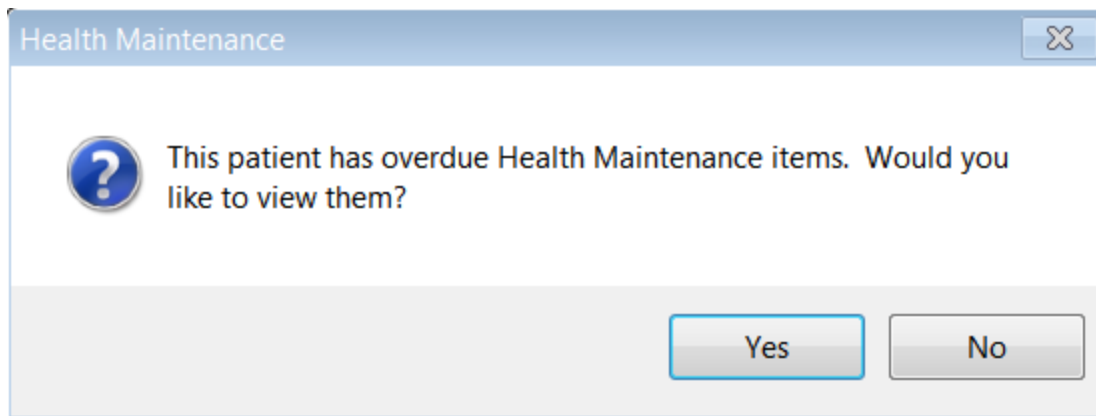 Health Maintenance
This patient has overdue Health Maintenance items.  Would you
like to view them?
Yes
No